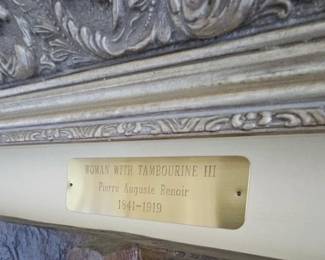 WOMAN WITH TAMBOURINE III
Pierre Auguste Renoir
1841-1919